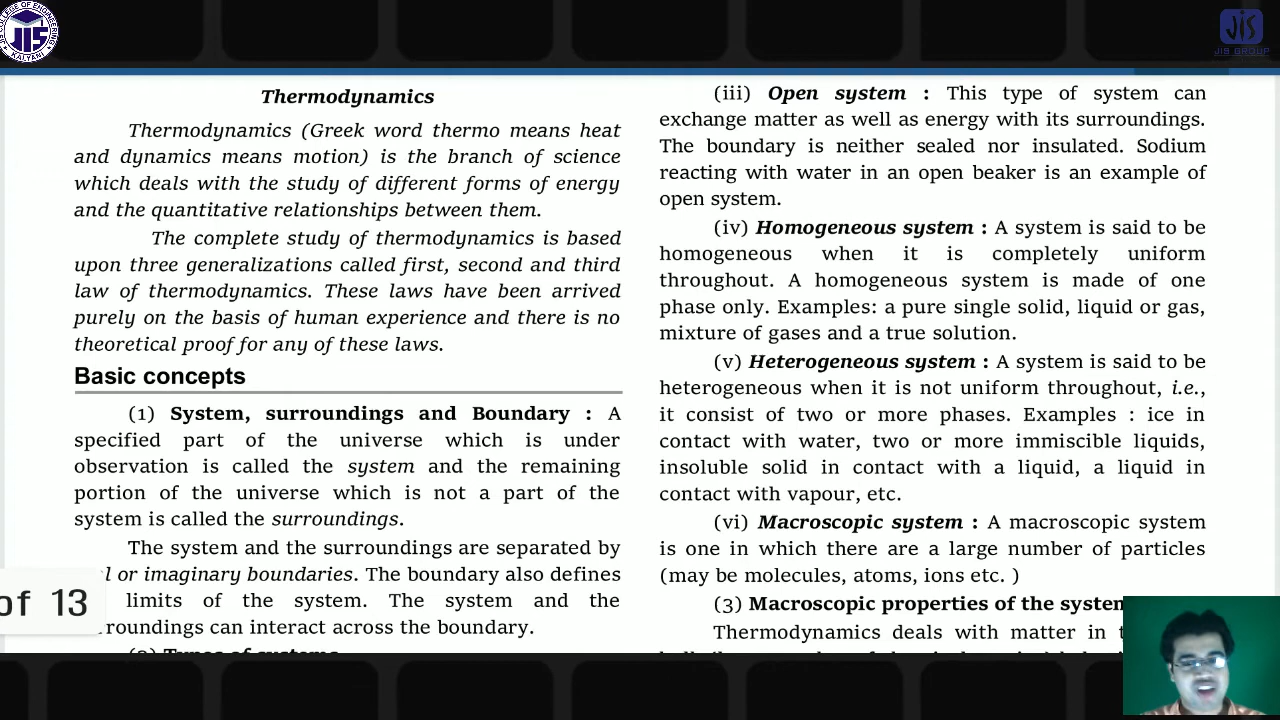 COLLEGE OF ENGINEERING
JIS
KALYANI
JIS
JIS GROUP
Thermodynamics
Thermodynamics (Greek word thermo means heat
and dynamics means motion) is the branch of science
which deals with the study of different forms of energy
and the quantitative relationships between them.
The complete study of thermodynamics is based
upon three generalizations called first, second and third
law of thermodynamics. These laws have been arrived
purely on the basis of human experience and there is no
theoretical proof for any of these laws.
Basic concepts
(1) System, surroundings and Boundary : A
specified part of the universe which is under
observation is called the system and the remaining
portion of the universe which is not a part of the
system is called the surroundings.
The system and the surroundings are separated by
or imaginary boundaries. The boundary also defines
limits of the system. The system and the
can interact across the boundary.
of 13
(iii) Open system : This type of system can
exchange matter as well as energy with its surroundings.
The boundary is neither sealed nor insulated. Sodium
reacting with water in an open beaker is an example of
open system.
(iv) Homogeneous system : A system is said to be
homogeneous when it is completely uniform
throughout. A homogeneous system is made of one
phase only. Examples: a pure single solid, liquid or gas,
mixture of gases and a true solution.
(v) Heterogeneous system : A system is said to be
heterogeneous when it is not uniform throughout, i.e.,
it consist of two or more phases. Examples : ice in
contact with water, two or more immiscible liquids,
insoluble solid in contact with a liquid, a liquid in
contact with vapour, etc.
(vi) Macroscopic system : A macroscopic system
is one in which there are a large number of particles
(may be molecules, atoms, ions etc. )
(3) Macroscopic properties of the system
Thermodynamics deals with matter in